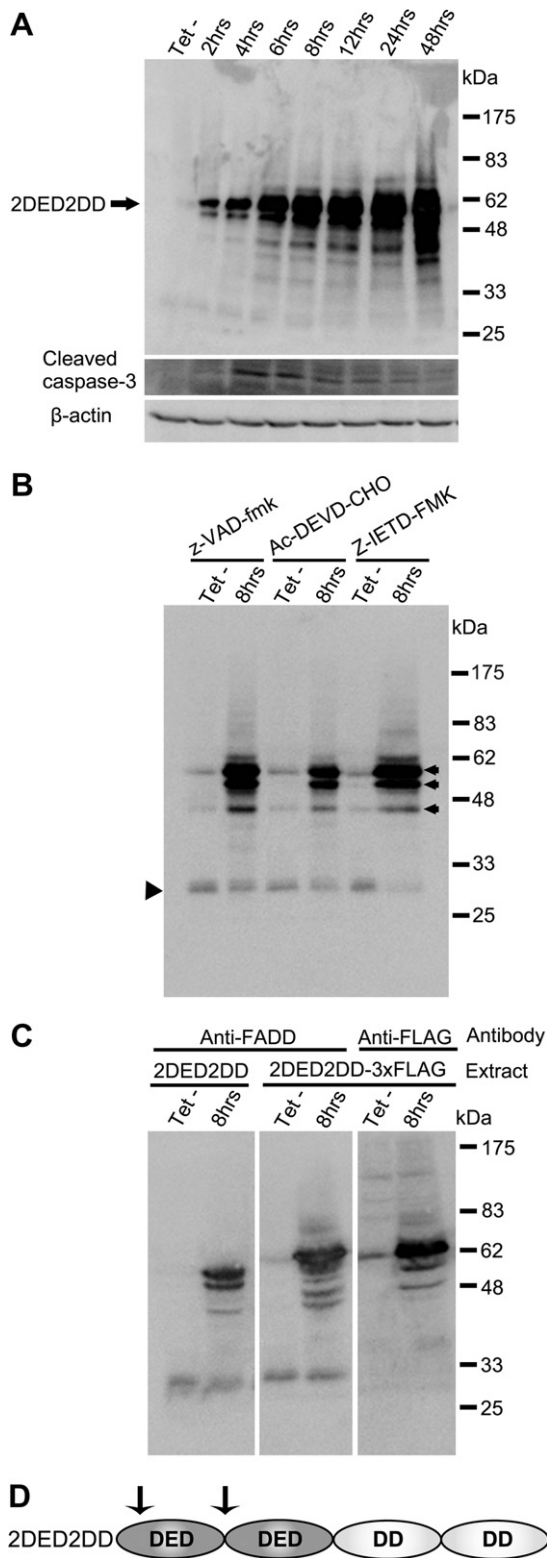 A
Tet - 2hrs 4hrs 6hrs 8hrs 12hrs 24hrs 48hrs
kDa
175
83
2DED2DD
62
48
33
25
Cleaved
caspase-3
β-actin
B
z-VAD-fmk Ac-DEVD-CHO Z-IETD-FMK
Tet - 8hrs Tet - 8hrs Tet - 8hrs
kDa
175
83
62
48
33
25
C
Anti-FADD Anti-FLAG Antibody
2DED2DD 2DED2DD-3xFLAG Extract
Tet - 8hrs Tet - 8hrs Tet - 8hrs
kDa
175
83
62
48
33
25
D
2DED2DD DED DED DD DD